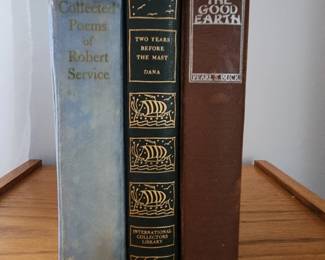 Collected
Poems
of
Robert
Service
TWO YEARS
BEFORE
THE MAST
DANA
INTERNATIONAL
COLLECTORS
LIBRARY
THE
GOOD
EARTH
PEARL S. BUCK